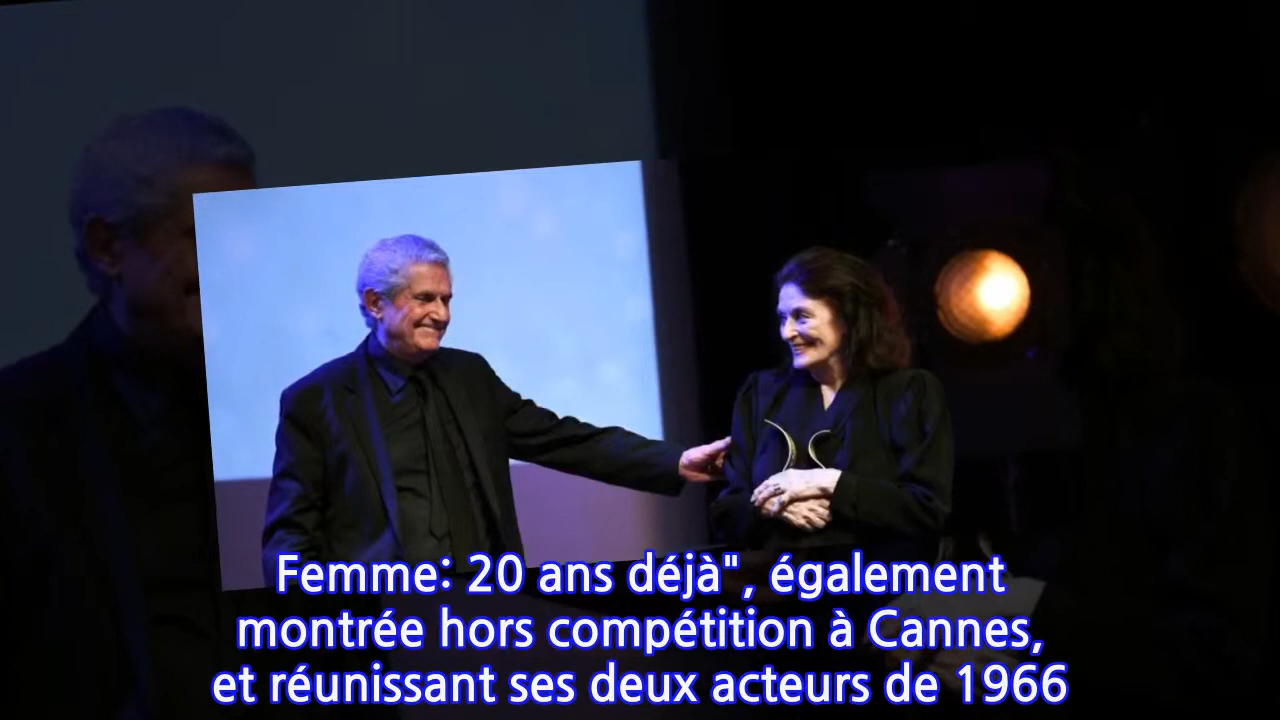 Femme: 20 ans déjà", également
montrée hors compétition à Cannes,
et réunissant ses deux acteurs de 1966